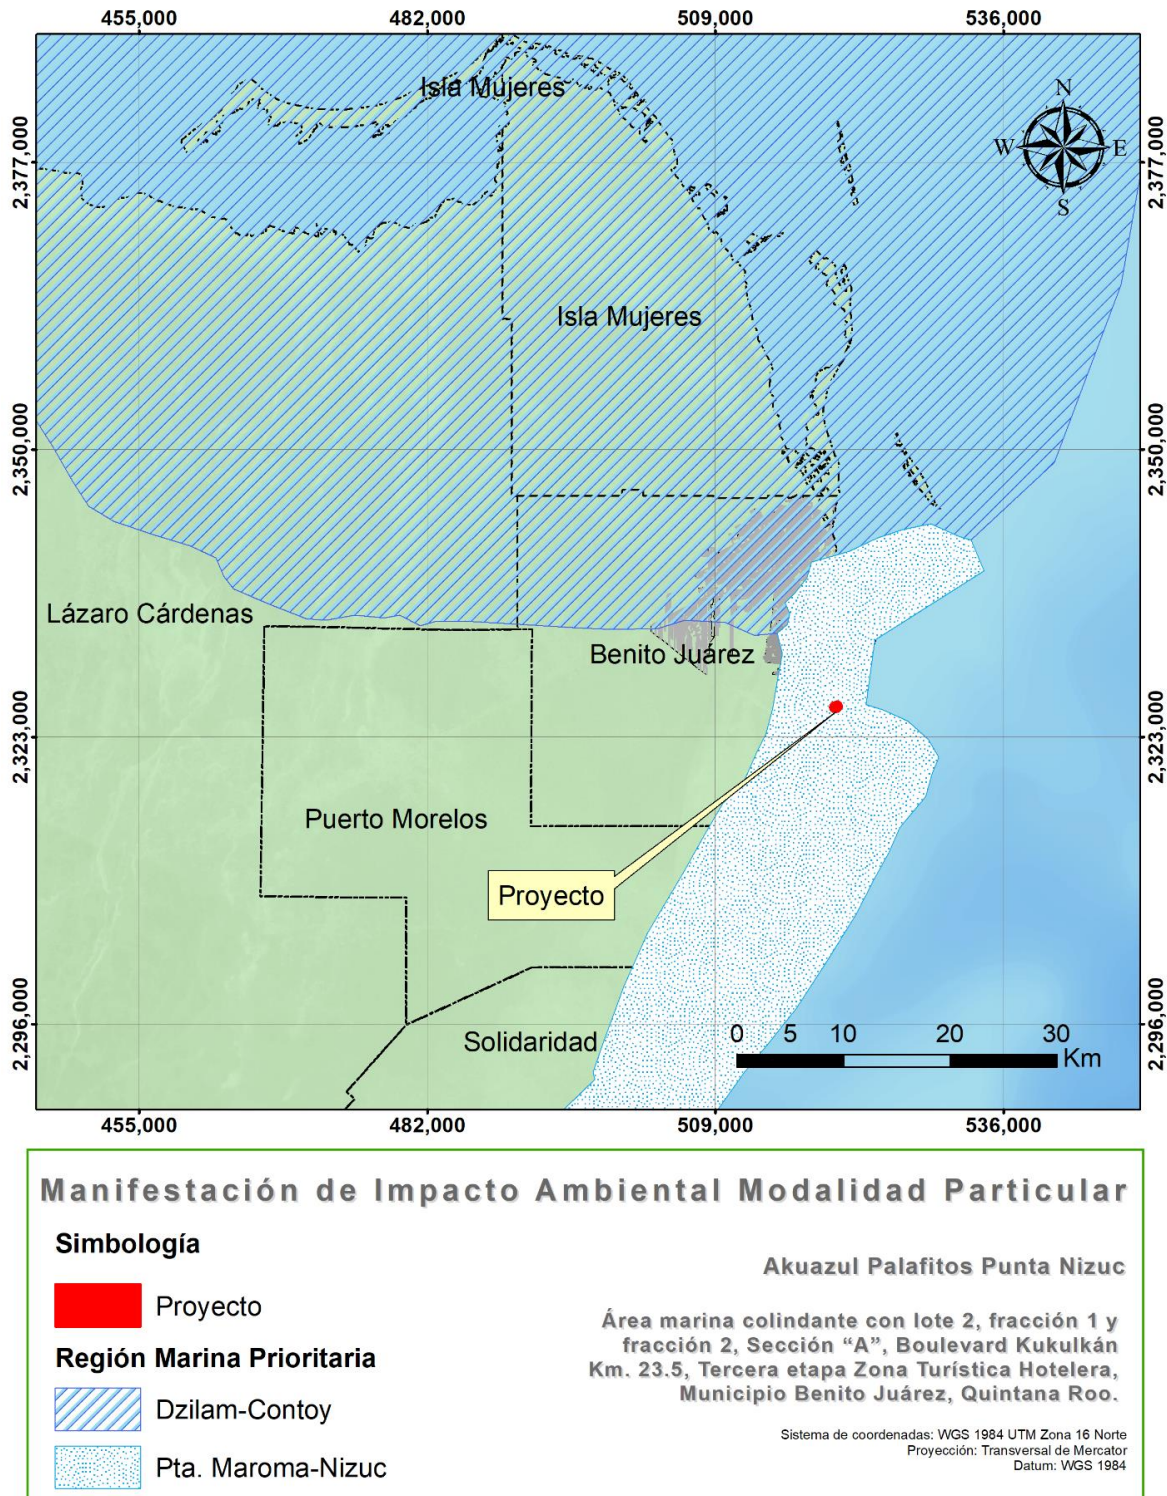 455,000 482,000 509,000 536,000
Isla Mujeres
N
W E
S
2,377,000 2,377,000
Isla Mujeres
2,350,000 2,350,000
Lázaro Cárdenas
Benito Juárez
2,323,000 2,323,000
Puerto Morelos
Proyecto
2,296,000 2,296,000
Solidaridad
0 5 10 20 30
Km
455,000 482,000 509,000 536,000
Manifestación de Impacto Ambiental Modalidad Particular
Simbología
Proyecto
Región Marina Prioritaria
Dzilam-Contoy
Pta. Maroma-Nizuc
Akuazul Palafitos Punta Nizuc
Área marina colindante con lote 2, fracción 1 y
fracción 2, Sección “A”, Boulevard Kukulkán
Km. 23.5, Tercera etapa Zona Turística Hotelera,
Municipio Benito Juárez, Quintana Roo.
Sistema de coordenadas: WGS 1984 UTM Zona 16 Norte
Proyección: Transversal de Mercator
Datum: WGS 1984